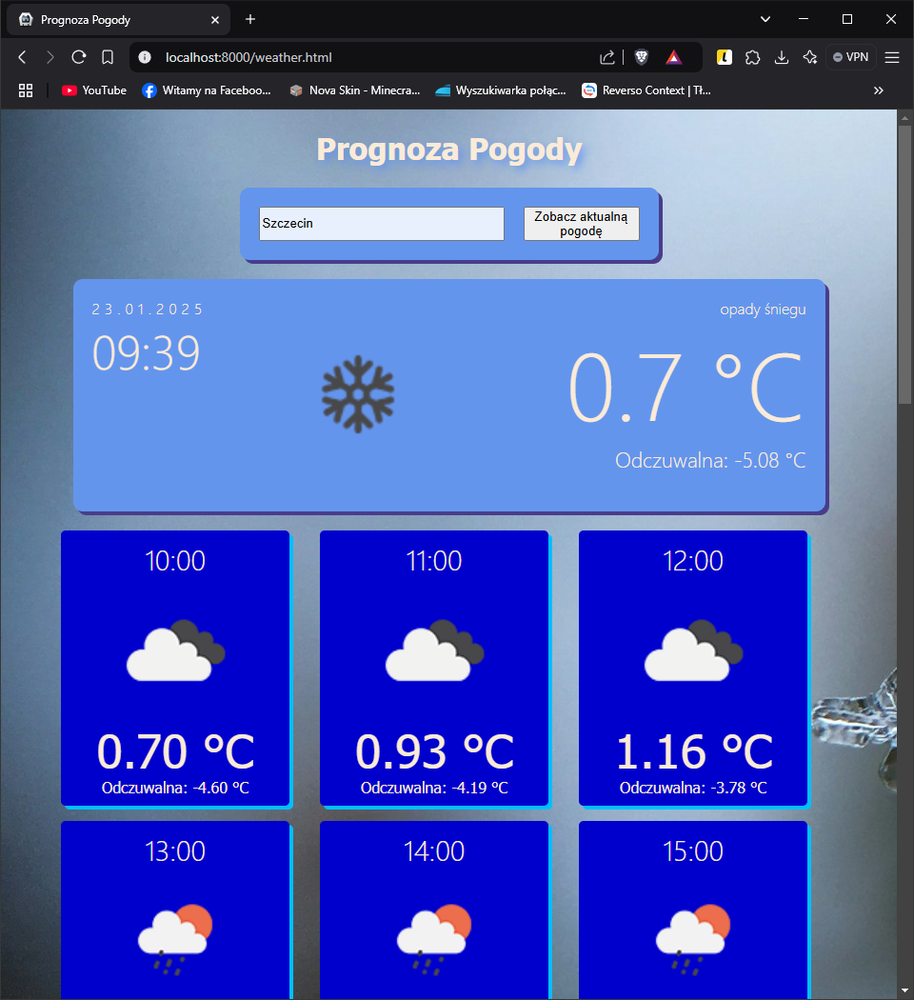 Prognoza Pogody
localhost:8000/weather.html
VPN
YouTube
Witamy na Faceboo...
Nova Skin - Minecra...
Wyszukiwarka połąc...
Reverso Context | Tł...
Prognoza Pogody
Szczecin
Zobacz aktualną
pogodę
23.01.2025
opady śniegu
09:39
0.7 °C
Odczuwalna: -5.08 °C
10:00
11:00
12:00
0.70 °C
0.93 °C
1.16 °C
Odczuwalna: -4.60 °C
Odczuwalna: -4.19 °C
Odczuwalna: -3.78 °C
13:00
14:00
15:00